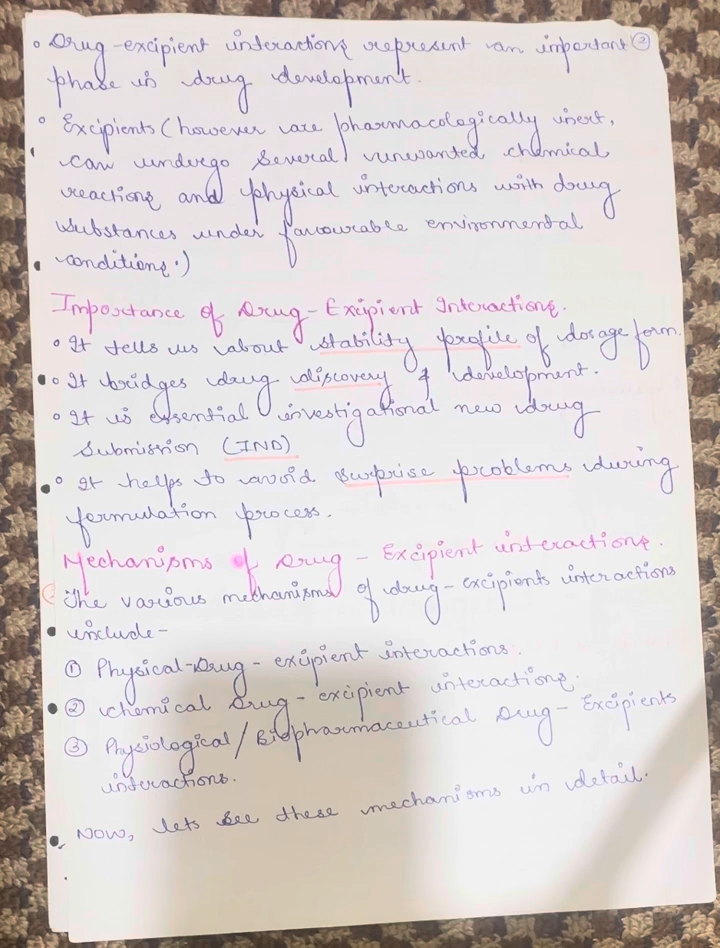 • Drug-excipient interactions represent an important ②
phase in drug development.
• Excipients (however are pharmacologically inert,
can undergo several unwanted chemical
reactions and physical interactions with drug
substances under favourable environmental
conditions.)
Importance of Drug-Excipient Interactions.
• It tells us about stability profile of dosage form.
• It bridges drug discovery & development.
• It is essential investigational new drug
submission (IND)
• It helps to avoid surprise problems during
formulation process.
Mechanisms of Drug - Excipient interactions.
The various mechanisms of drug-excipients interactions
include-
① Physical-Drug-excipient interactions.
② chemical Drug-excipient interactions.
③ Physiological/Biopharmaceutical Drug-Excipients
interactions.
Now, lets see these mechanisms in detail.